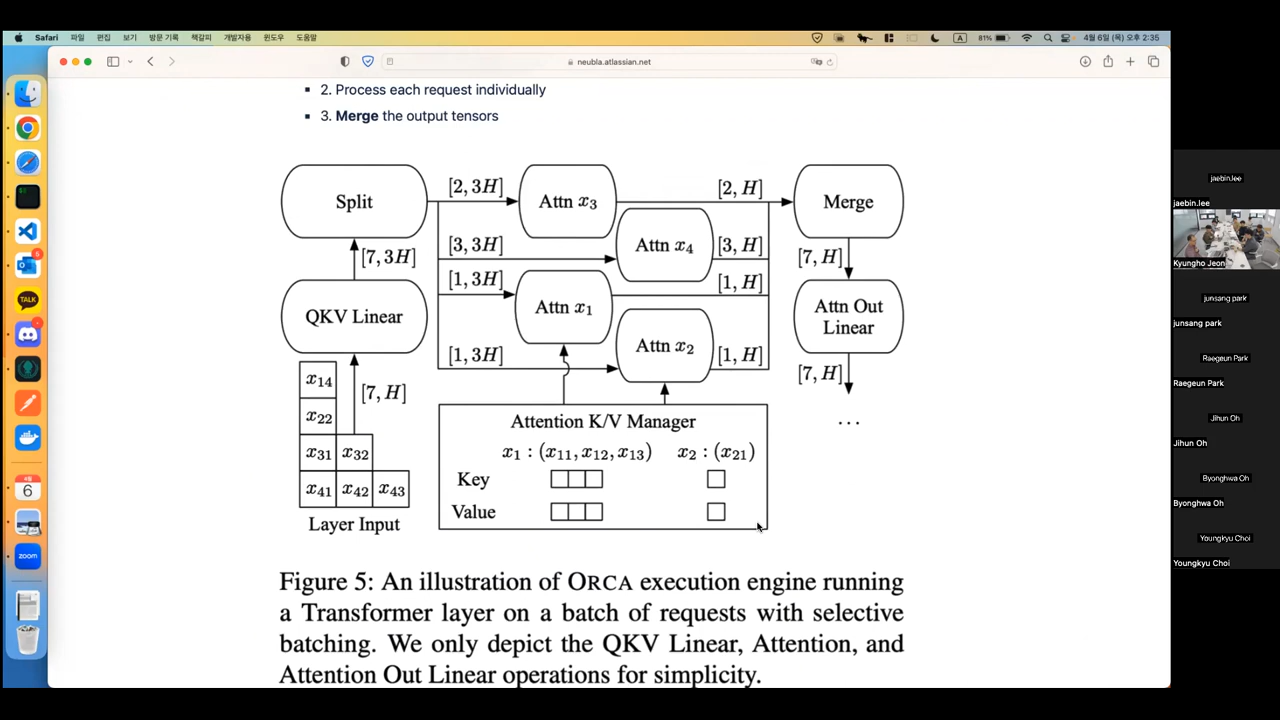 Safari 파일 편집 보기 방문 기록 책갈피 개발자용 윈도우 도움말
A 81% 4월 6일 (목) 오후 2:35
neubla.atlassian.net
2. Process each request individually
3. Merge the output tensors
Split
[2, 3H]
Attn x3
[2, H]
Merge
[3, 3H]
Attn x4
[3, H]
[7, 3H]
[7, H]
[1, 3H]
[1, H]
QKV Linear
Attn x1
Attn Out
Linear
[1, 3H]
Attn x2
[1, H]
[7, H]
x14
[7, H]
x22
x31 x32
x41 x42 x43
Layer Input
Attention K/V Manager
x1 : (x11, x12, x13) x2 : (x21)
Key
Value
...
Figure 5: An illustration of ORCA execution engine running
a Transformer layer on a batch of requests with selective
batching. We only depict the QKV Linear, Attention, and
Attention Out Linear operations for simplicity.
TALK
6
zoom
jaebin.lee
jaebin.lee
Kyungho Jeon
junsang park
junsang park
Raegeun Park
Raegeun Park
Jihun Oh
Jihun Oh
Byonghwa Oh
Byonghwa Oh
Youngkyu Choi
Youngkyu Choi